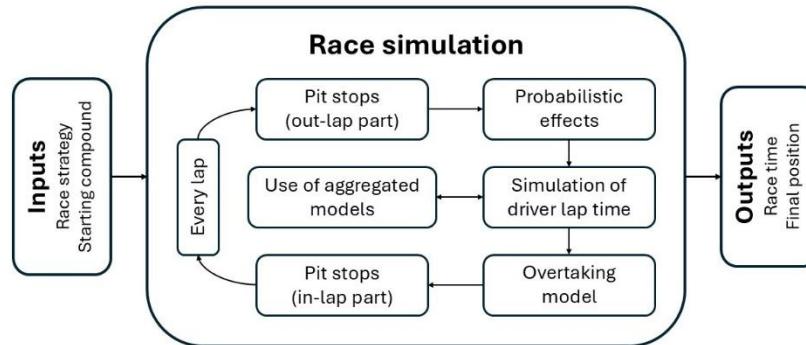 Race simulation
Inputs
Race strategy
Starting compound
Every lap
Pit stops
(out-lap part)
Probabilistic
effects
Use of aggregated
models
Simulation of
driver lap time
Pit stops
(in-lap part)
Overtaking
model
Outputs
Race time
Final position